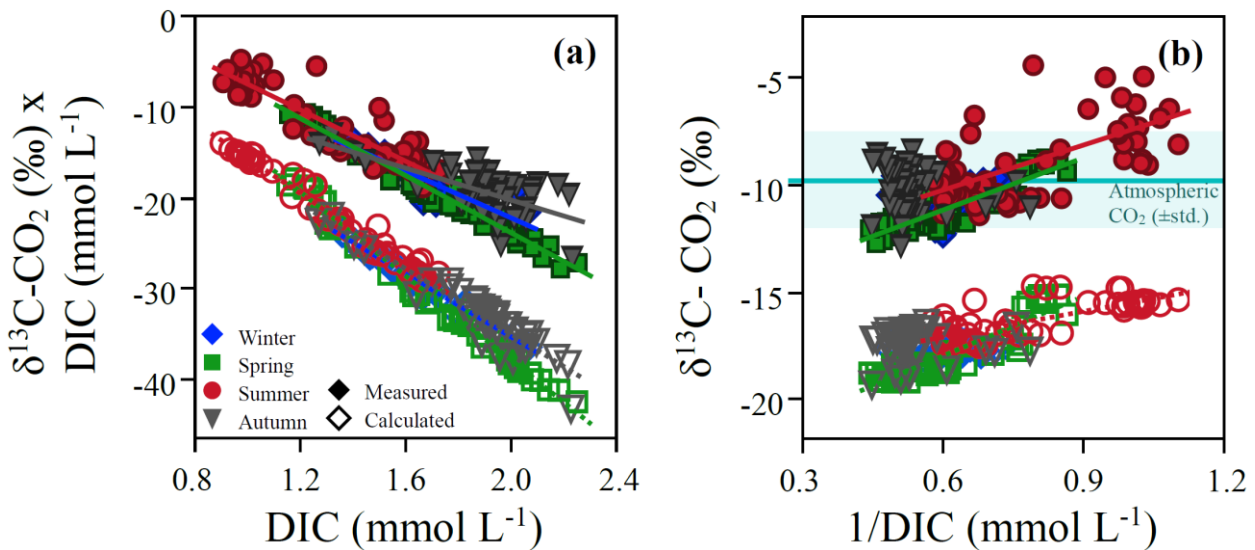 (a)
0
-10
-20
-30
-40
δ¹³C-CO₂ (‰) x
DIC (mmol L⁻¹)
Winter
Spring
Summer
Autumn
Measured
Calculated
0.8
1.2
1.6
2.0
2.4
DIC (mmol L⁻¹)
(b)
-5
-10
-15
-20
δ¹³C- CO₂ (‰)
Atmospheric
CO₂ (±std.)
0.3
0.6
0.9
1.2
1/DIC (mmol L⁻¹)